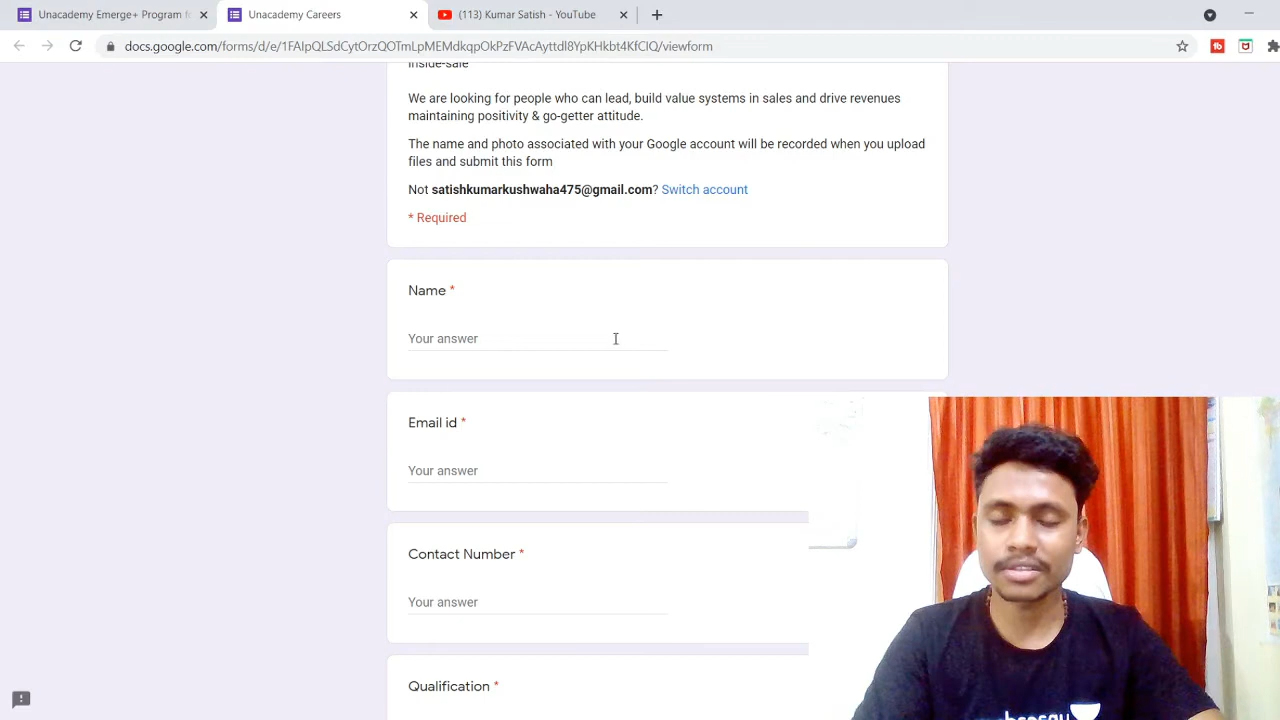 Unacademy Emerge+ Program f
Unacademy Careers
(113) Kumar Satish - YouTube
docs.google.com/forms/d/e/1FAIpQLSdCytOrzQOTmLpMEMdkqpOkPzFVAcAyttdl8YpKHkbt4KfClQ/viewform
Inside-sale
We are looking for people who can lead, build value systems in sales and drive revenues
maintaining positivity & go-getter attitude.
The name and photo associated with your Google account will be recorded when you upload
files and submit this form
Not satishkumarkushwaha475@gmail.com? Switch account
* Required
Name *
Your answer
Email id *
Your answer
Contact Number *
Your answer
Qualification *